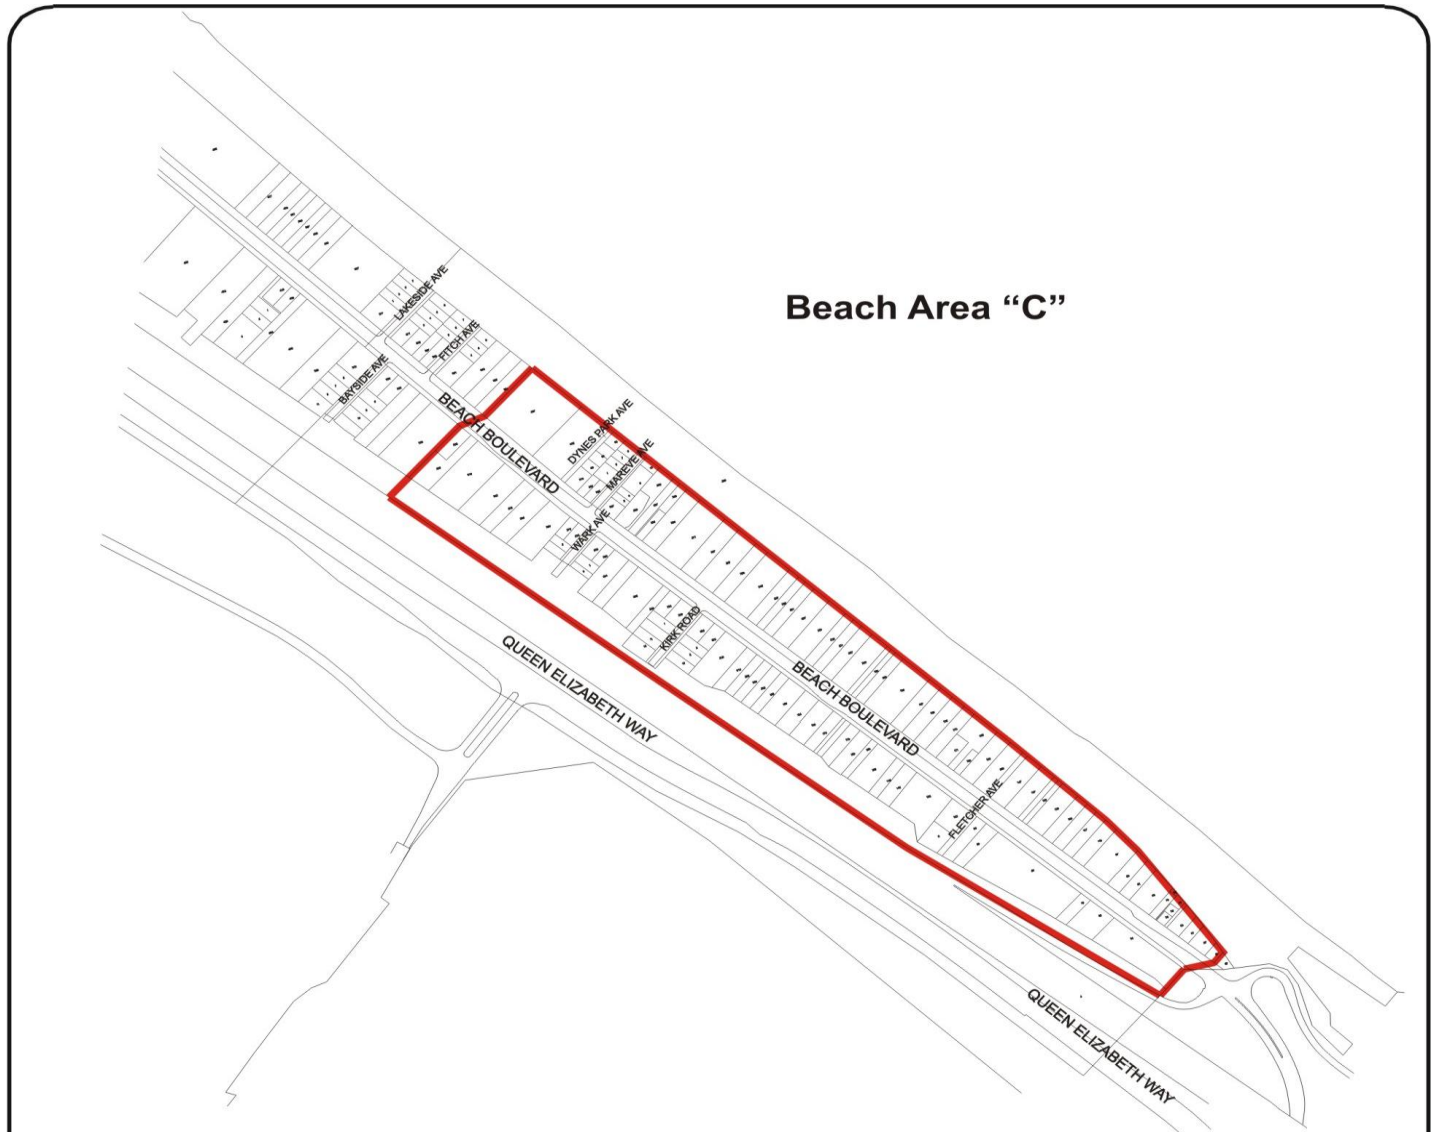 Beach Area “C”
LAKESIDE AVE
FITCH AVE
BAYSIDE AVE
BEACH BOULEVARD
DYNES PARK AVE
MAREVE AVE
WARK AVE
KIRK ROAD
QUEEN ELIZABETH WAY
BEACH BOULEVARD
FLETCHER AVE
QUEEN ELIZABETH WAY